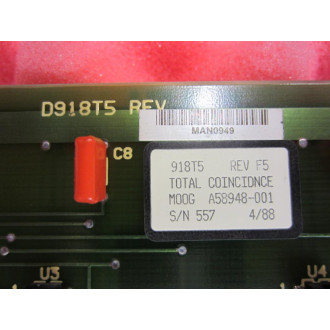 D918T5 REV
MAN0949
C8
918T5 REV F5
TOTAL COINCIDNCE
MOOG A58948-001
S/N 557 4/88
U3
U4